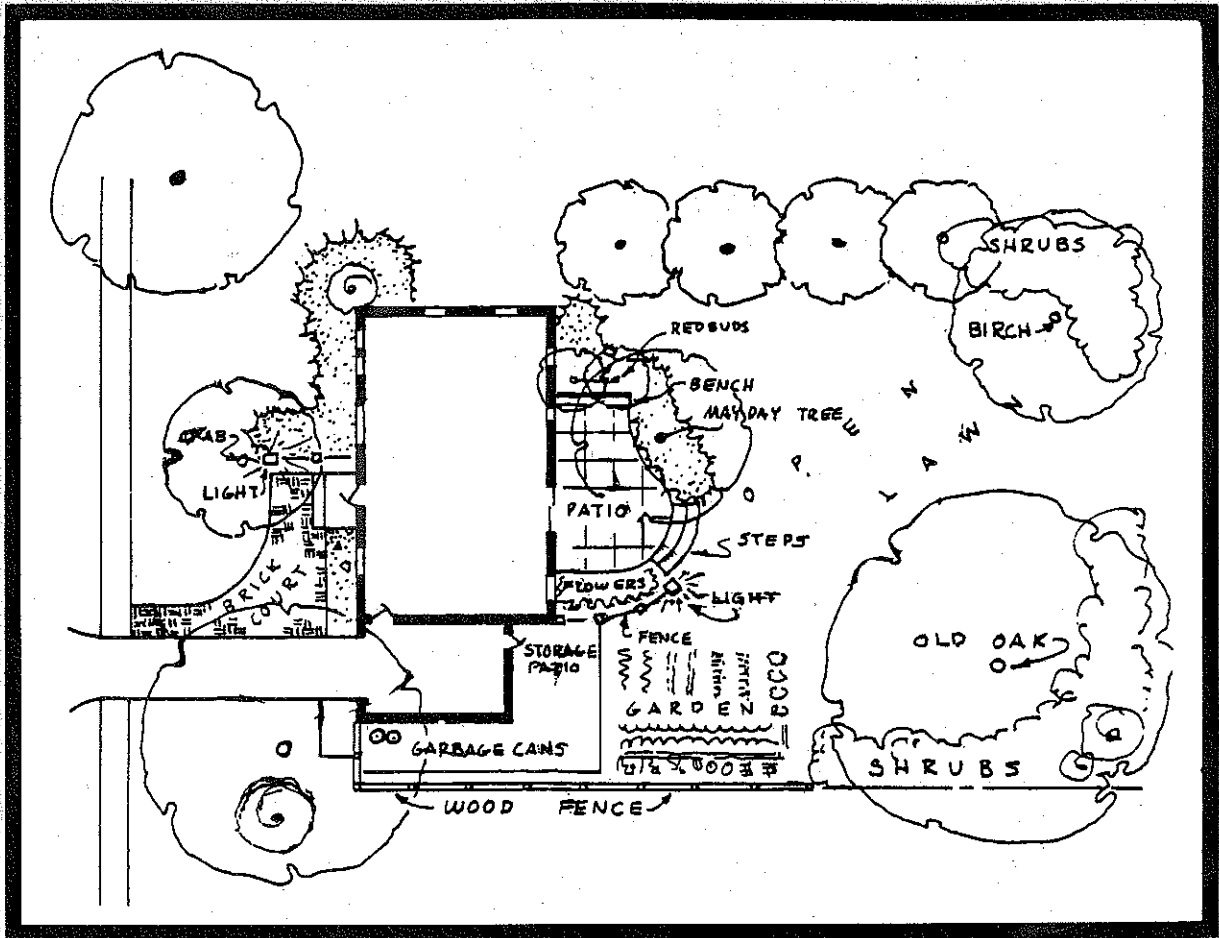 SHRUBS
BIRCH
REDBUDS
BENCH
MAYDAY TREE
CRAB
LIGHT
PATIO
OPEN
LAWN
STEPS
FLOWERS
LIGHT
BRICK
COURT
FENCE
STORAGE
PATIO
OLD OAK
GARDEN
GARBAGE CANS
SHRUBS
WOOD FENCE